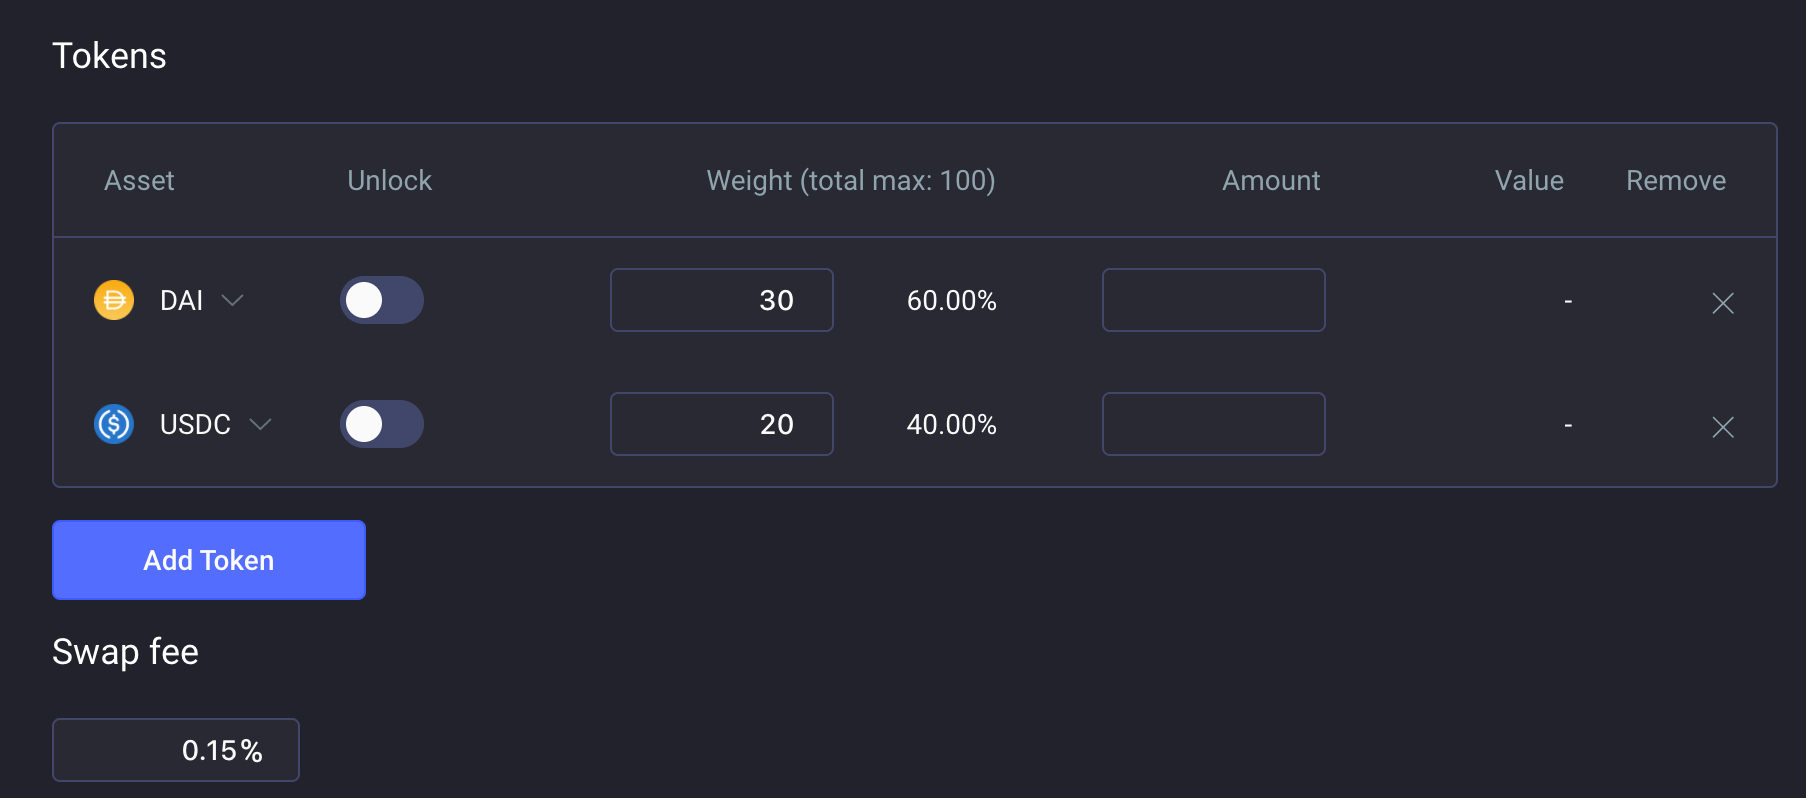 Tokens
Asset Unlock Weight (total max: 100) Amount Value Remove
DAI 30 60.00% -
USDC 20 40.00% -
Add Token
Swap fee
0.15%